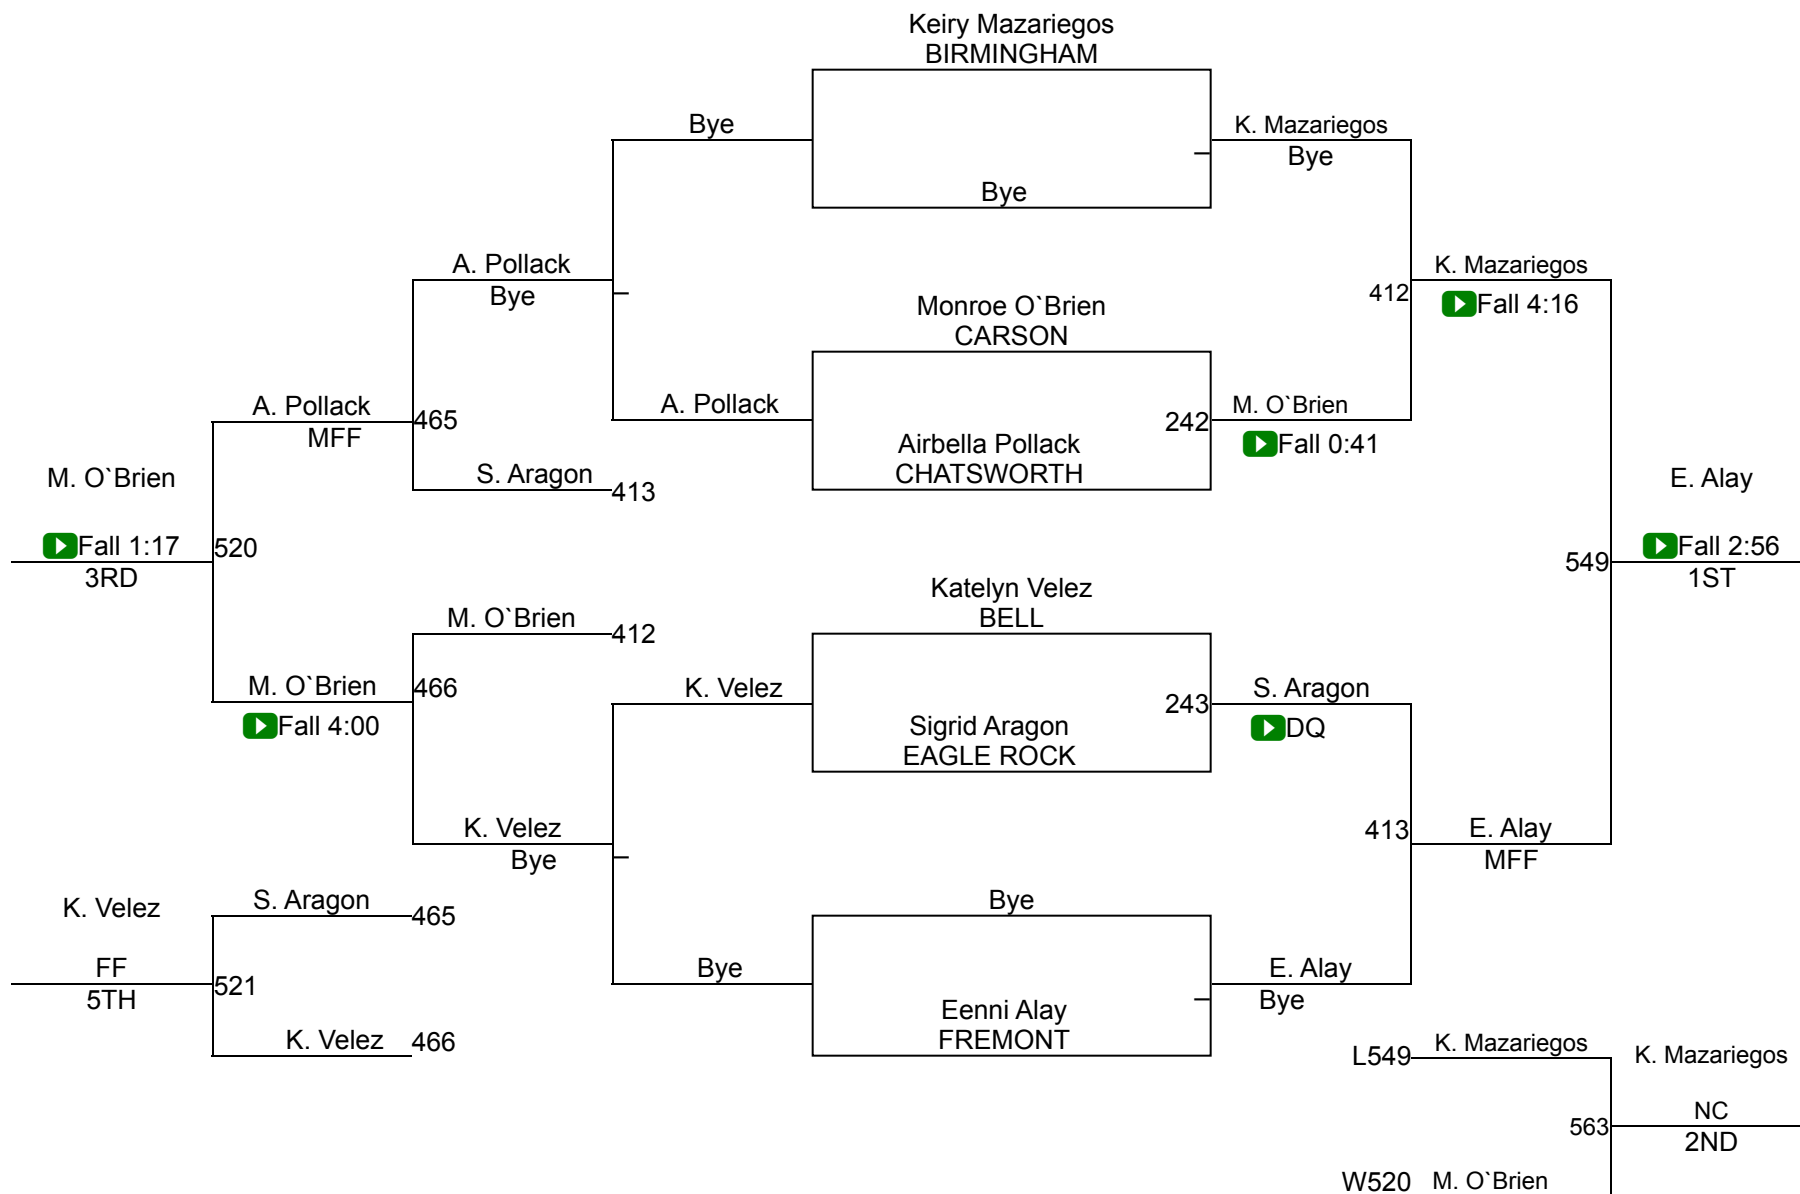 Keiry Mazariegos
BIRMINGHAM
Bye
K. Mazariegos
Bye
Bye
A. Pollack
Bye
K. Mazariegos
412
Fall 4:16
Monroe O`Brien
CARSON
A. Pollack
MFF
465
A. Pollack
242
M. O`Brien
Fall 0:41
Airbella Pollack
CHATSWORTH
S. Aragon
413
M. O`Brien
Fall 1:17
3RD
520
E. Alay
549
Fall 2:56
1ST
Katelyn Velez
BELL
M. O`Brien
412
M. O`Brien
466
Fall 4:00
K. Velez
243
S. Aragon
DQ
Sigrid Aragon
EAGLE ROCK
K. Velez
Bye
413
E. Alay
MFF
K. Velez
FF
5TH
S. Aragon
465
521
K. Velez
466
Bye
Bye
E. Alay
Bye
Eenni Alay
FREMONT
L549
K. Mazariegos
K. Mazariegos
563
NC
2ND
W520
M. O`Brien